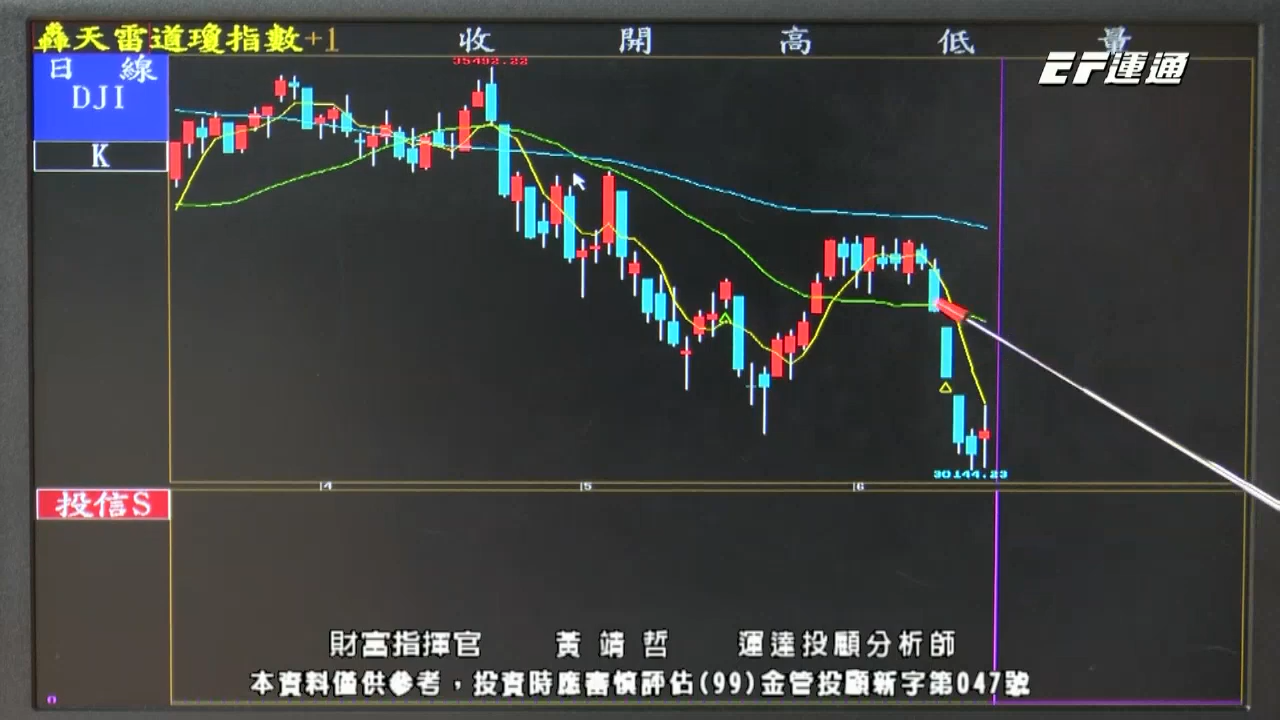 轟天雷道瓊指數+1 收 開 高 低 量
EF運通
日 線
DJI
K
35492.22
30144.23
4 5 6
投信S
0
財富指揮官 黃靖哲 運達投顧分析師
本資料僅供參考，投資時應審慎評估(99)金管投顧新字第047號